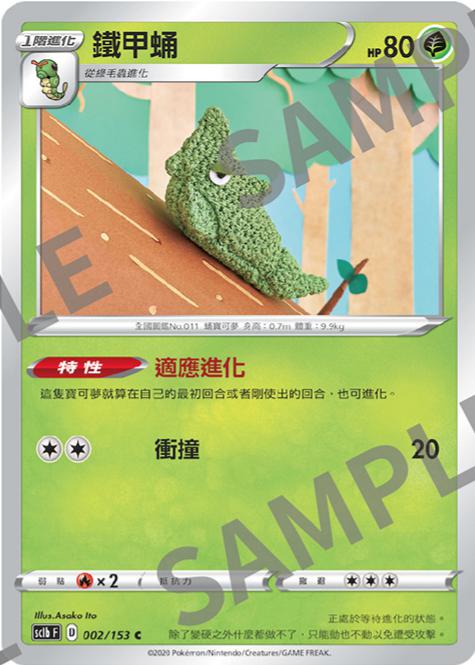 1階進化
鐵甲蛹
HP 80
從綠毛蟲進化
全國圖鑑No.011 蛹寶可夢 身高：0.7m 體重：9.9kg
特性 適應進化
這隻寶可夢就算在自己的最初回合或者剛使出的回合，也可進化。
衝撞 20
弱點 ×2 抵抗力 撤退
Illus.Asako Ito
sc1b F D 002/153 C
正處於等待進化的狀態。
除了變硬之外什麼都做不了，只能動也不動以免遭受攻擊。
©2020 Pokémon/Nintendo/Creatures/GAME FREAK.
SAMPLE
SAMPLE
LE